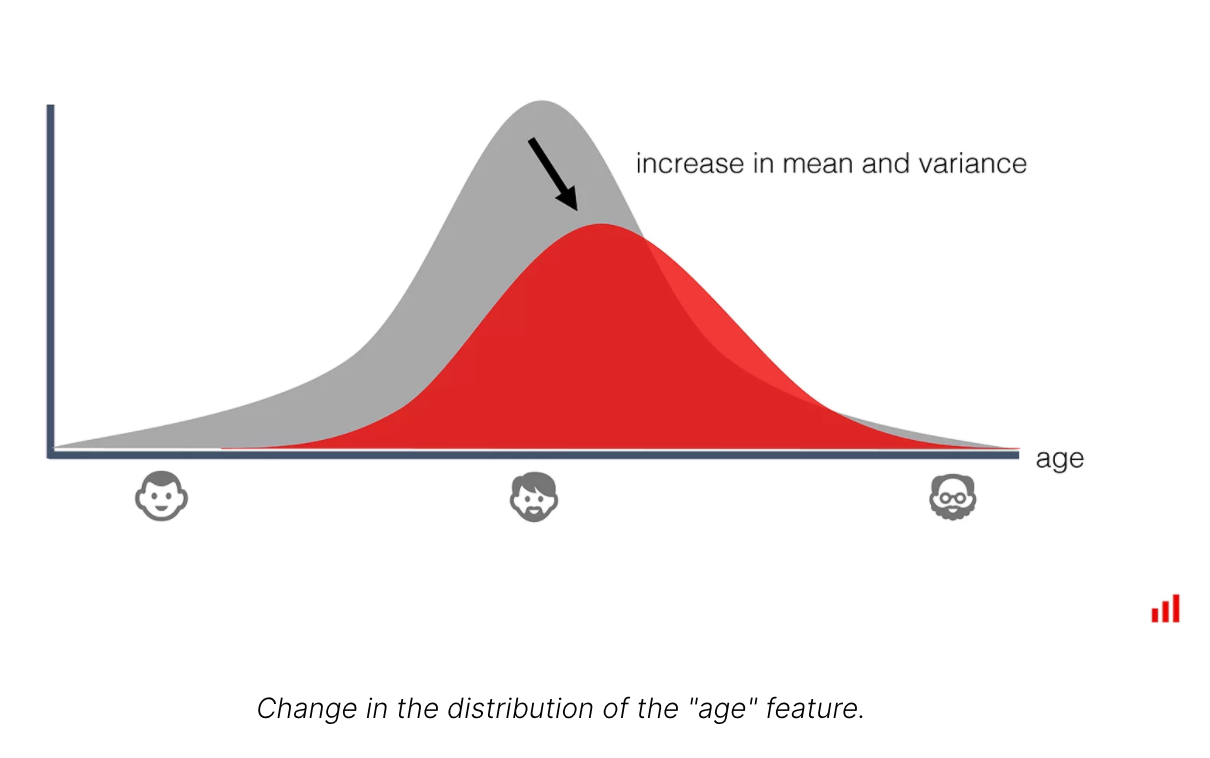 increase in mean and variance
age
Change in the distribution of the "age" feature.